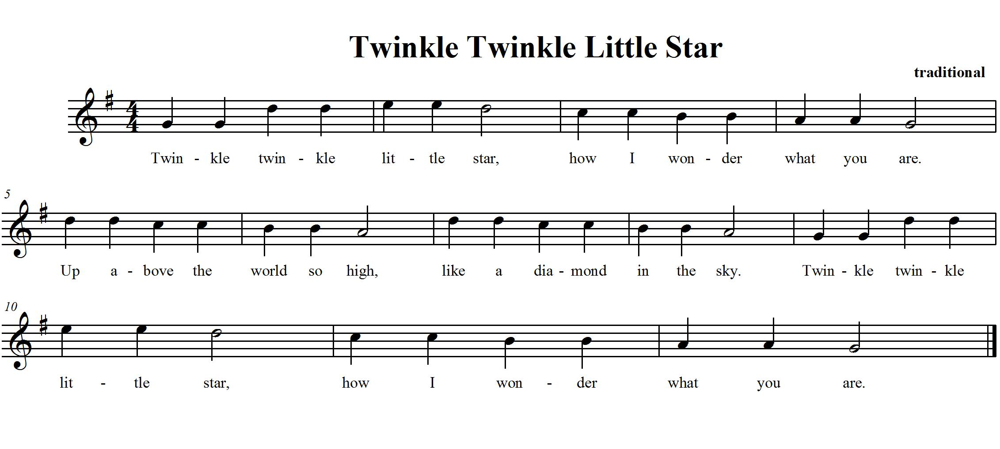 Twinkle Twinkle Little Star
traditional
4
4
Twin - kle twin - kle lit - tle star, how I won - der what you are.
5
Up a - bove the world so high, like a dia - mond in the sky. Twin - kle twin - kle
10
lit - tle star, how I won - der what you are.